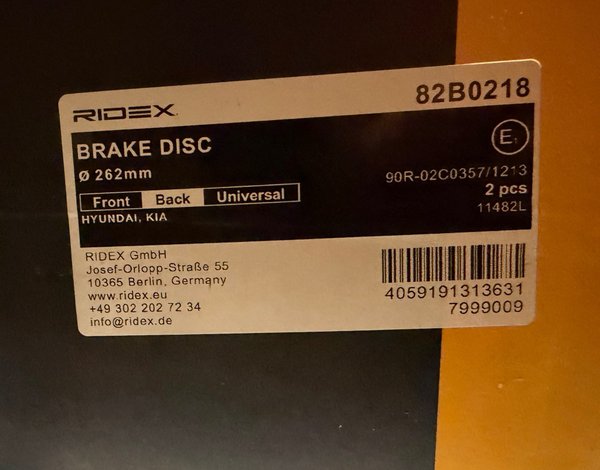 RIDEX
82B0218
BRAKE DISC
Ø 262mm
Front Back Universal
HYUNDAI, KIA
E1
90R-02C0357/1213
2 pcs
11482L
RIDEX GmbH
Josef-Orlopp-Straße 55
10365 Berlin, Germany
www.ridex.eu
+49 302 202 72 34
info@ridex.de
4059191313631
7999009